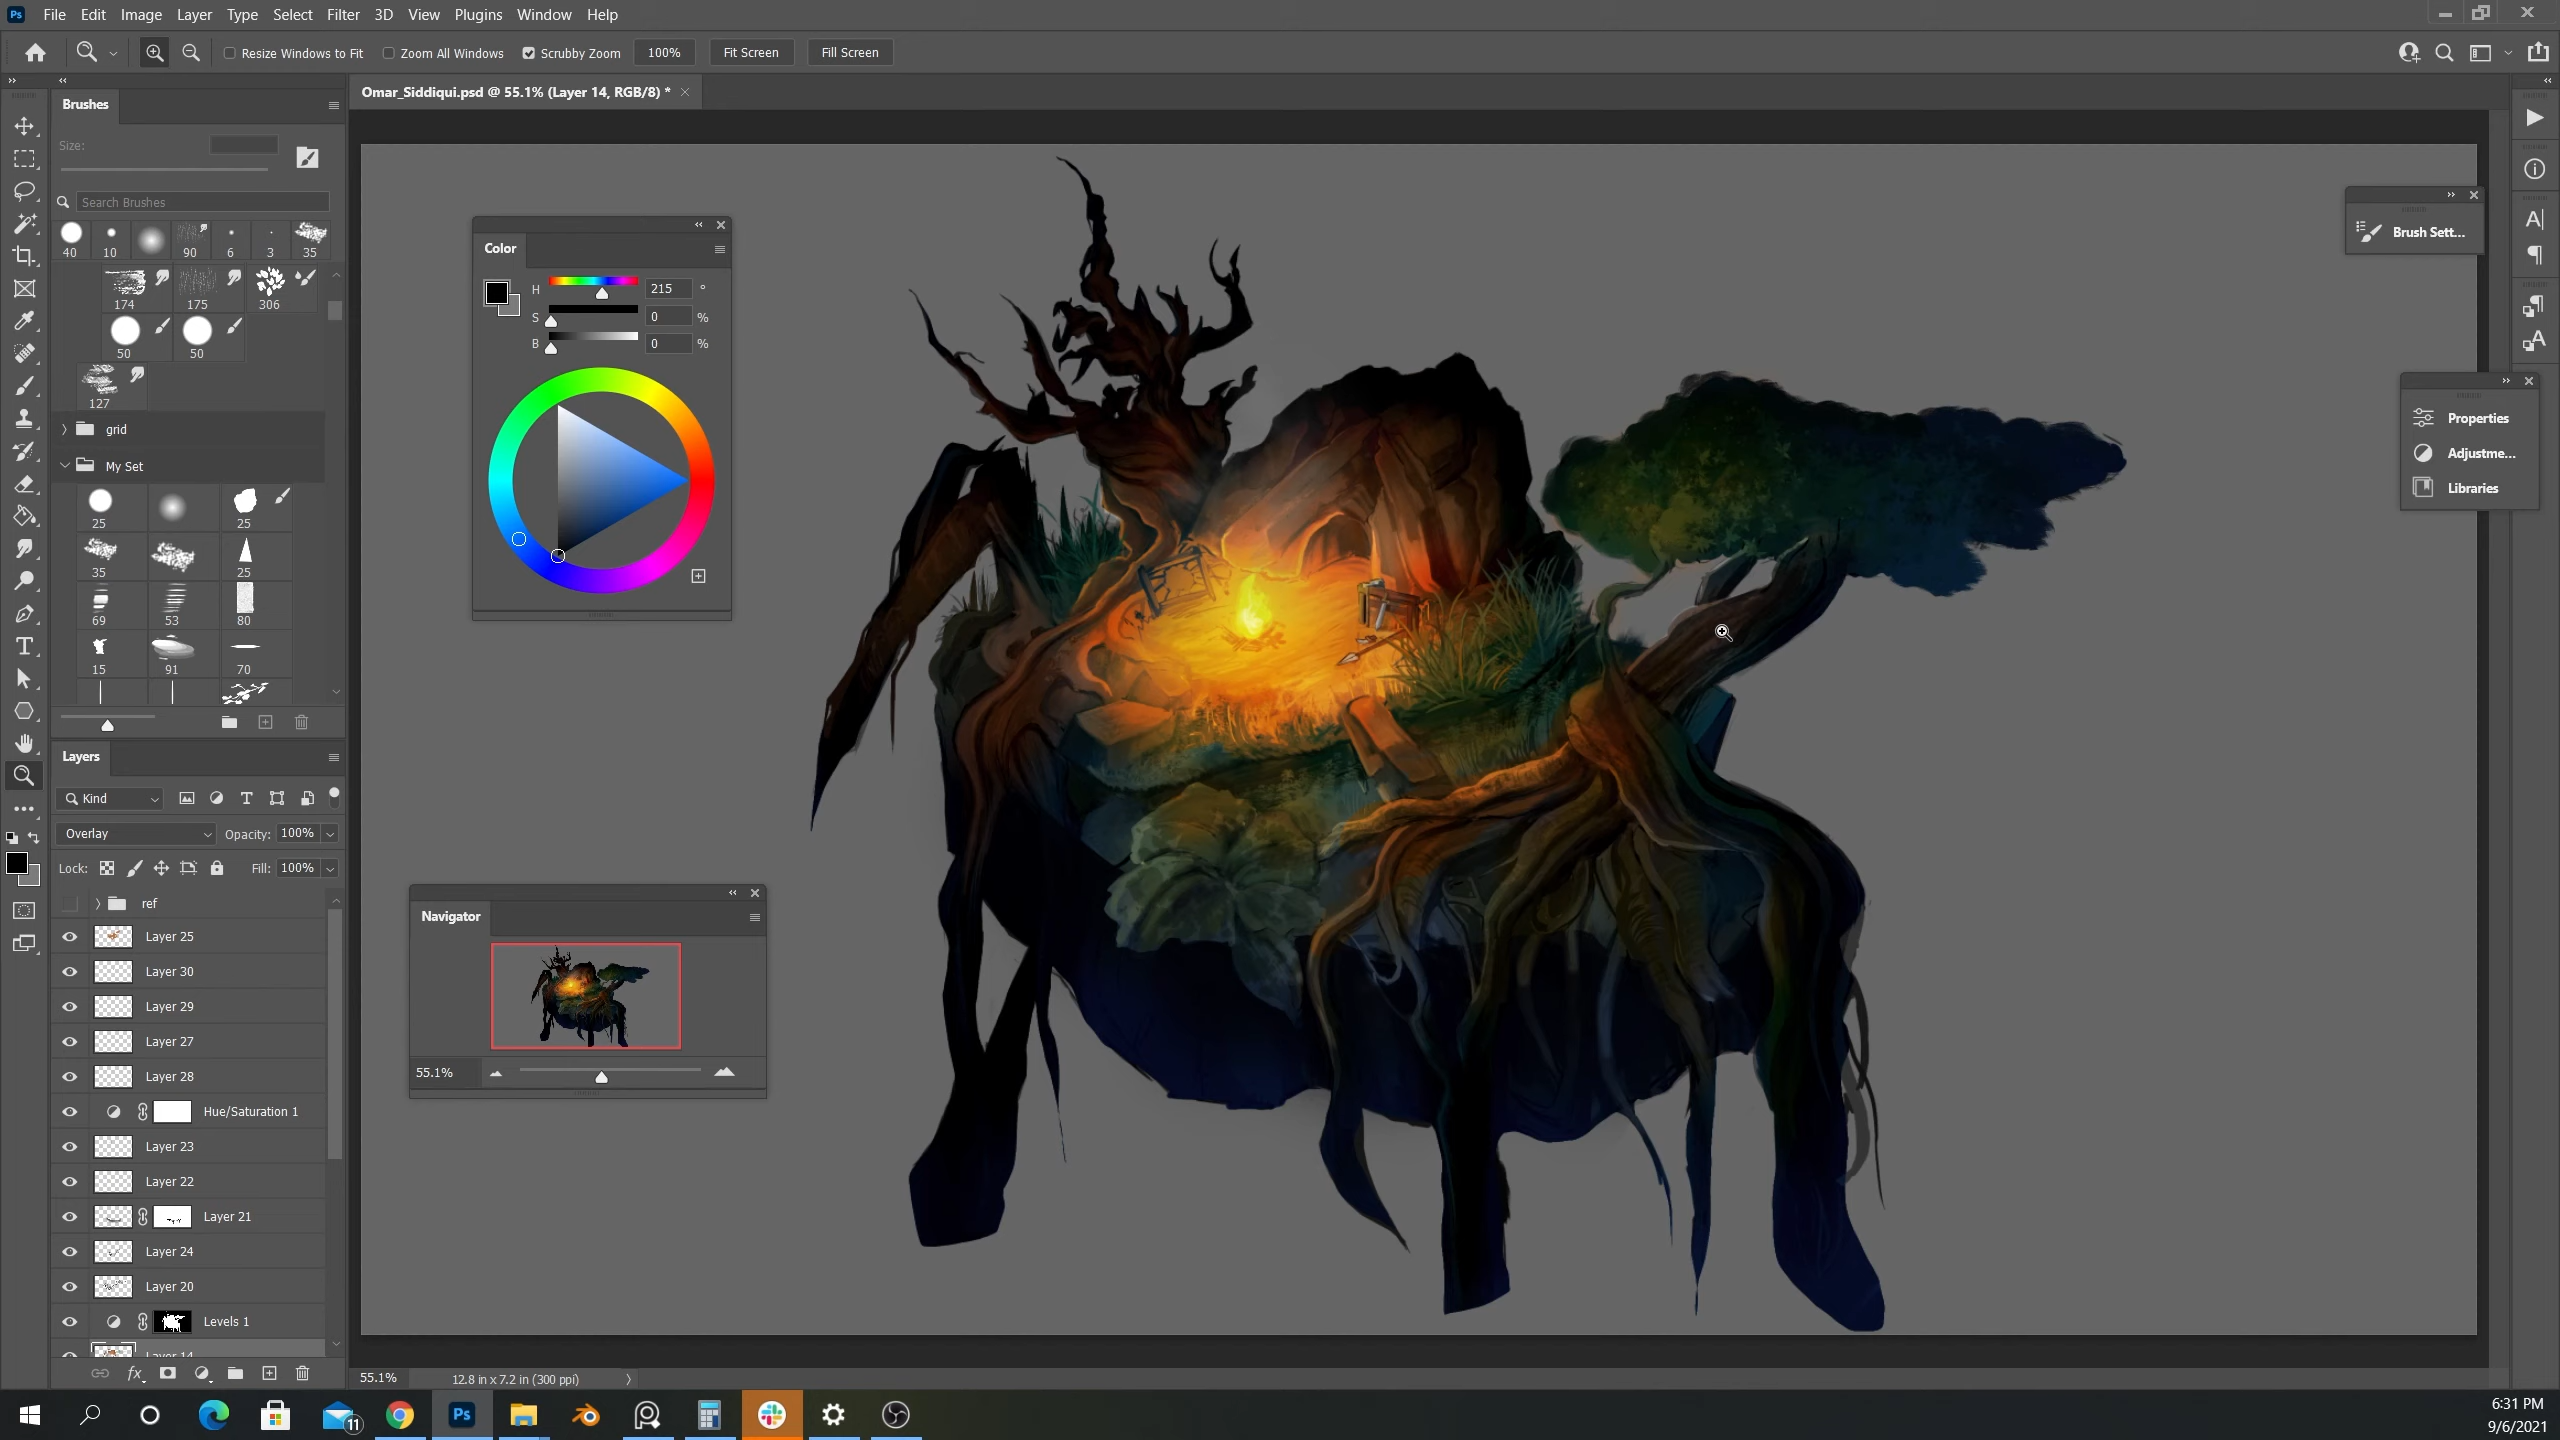 Ps File Edit Image Layer Type Select Filter 3D View Plugins Window Help
Resize Windows to Fit Zoom All Windows Scrubby Zoom 100% Fit Screen Fill Screen
Brushes
Omar_Siddiqui.psd @ 55.1% (Layer 14, RGB/8) *
Size:
Search Brushes
40 10 90 6 3 35
174 175 306
50 50
127
grid
My Set
25 25
35 25
69 53 80
15 91 70
Color
H 215 °
S 0 %
B 0 %
Brush Sett...
Properties
Adjustme...
Libraries
Layers
Kind
Overlay Opacity: 100%
Lock: Fill: 100%
ref
Layer 25
Layer 30
Layer 29
Layer 27
Layer 28
Hue/Saturation 1
Layer 23
Layer 22
Layer 21
Layer 24
Layer 20
Levels 1
Layer 14
Navigator
55.1%
55.1% 12.8 in x 7.2 in (300 ppi)
11
Ps
6:31 PM
9/6/2021